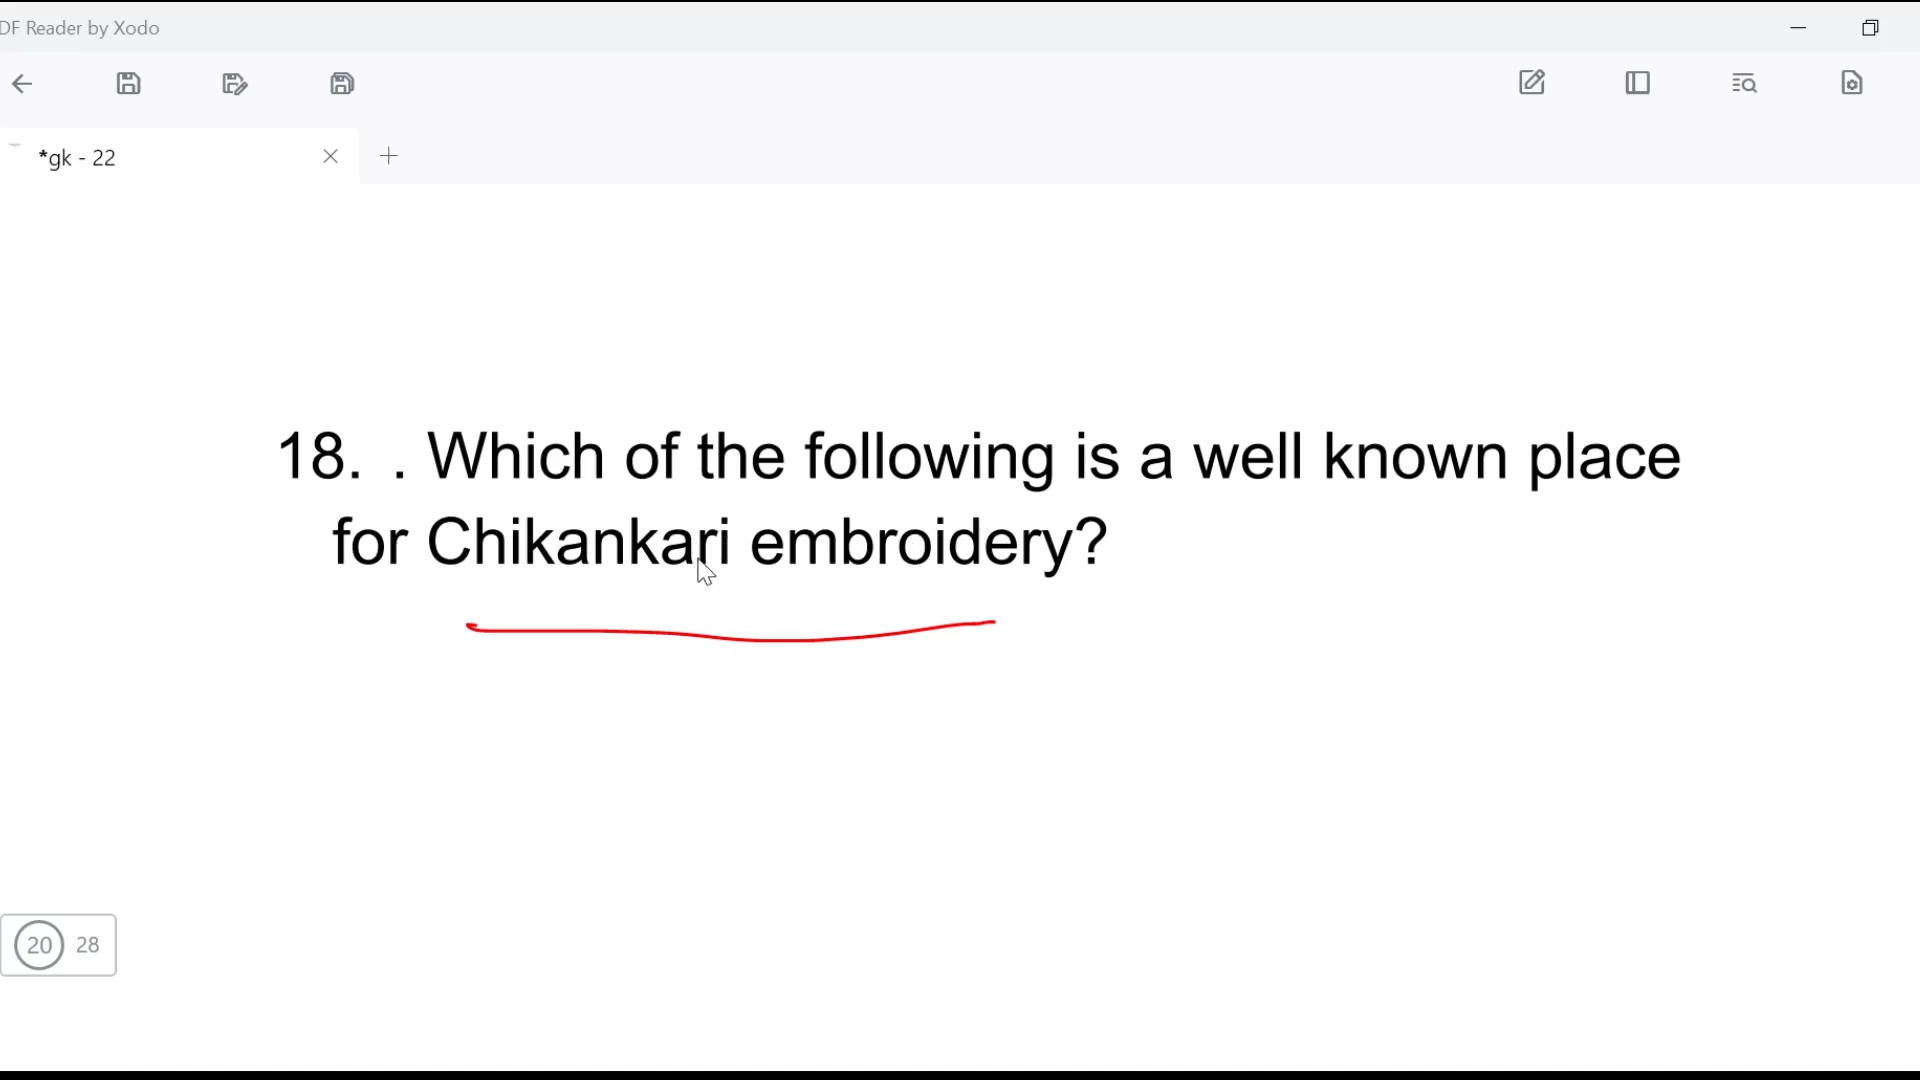 DF Reader by Xodo
*gk - 22
18. . Which of the following is a well known place
for Chikankari embroidery?
20 28